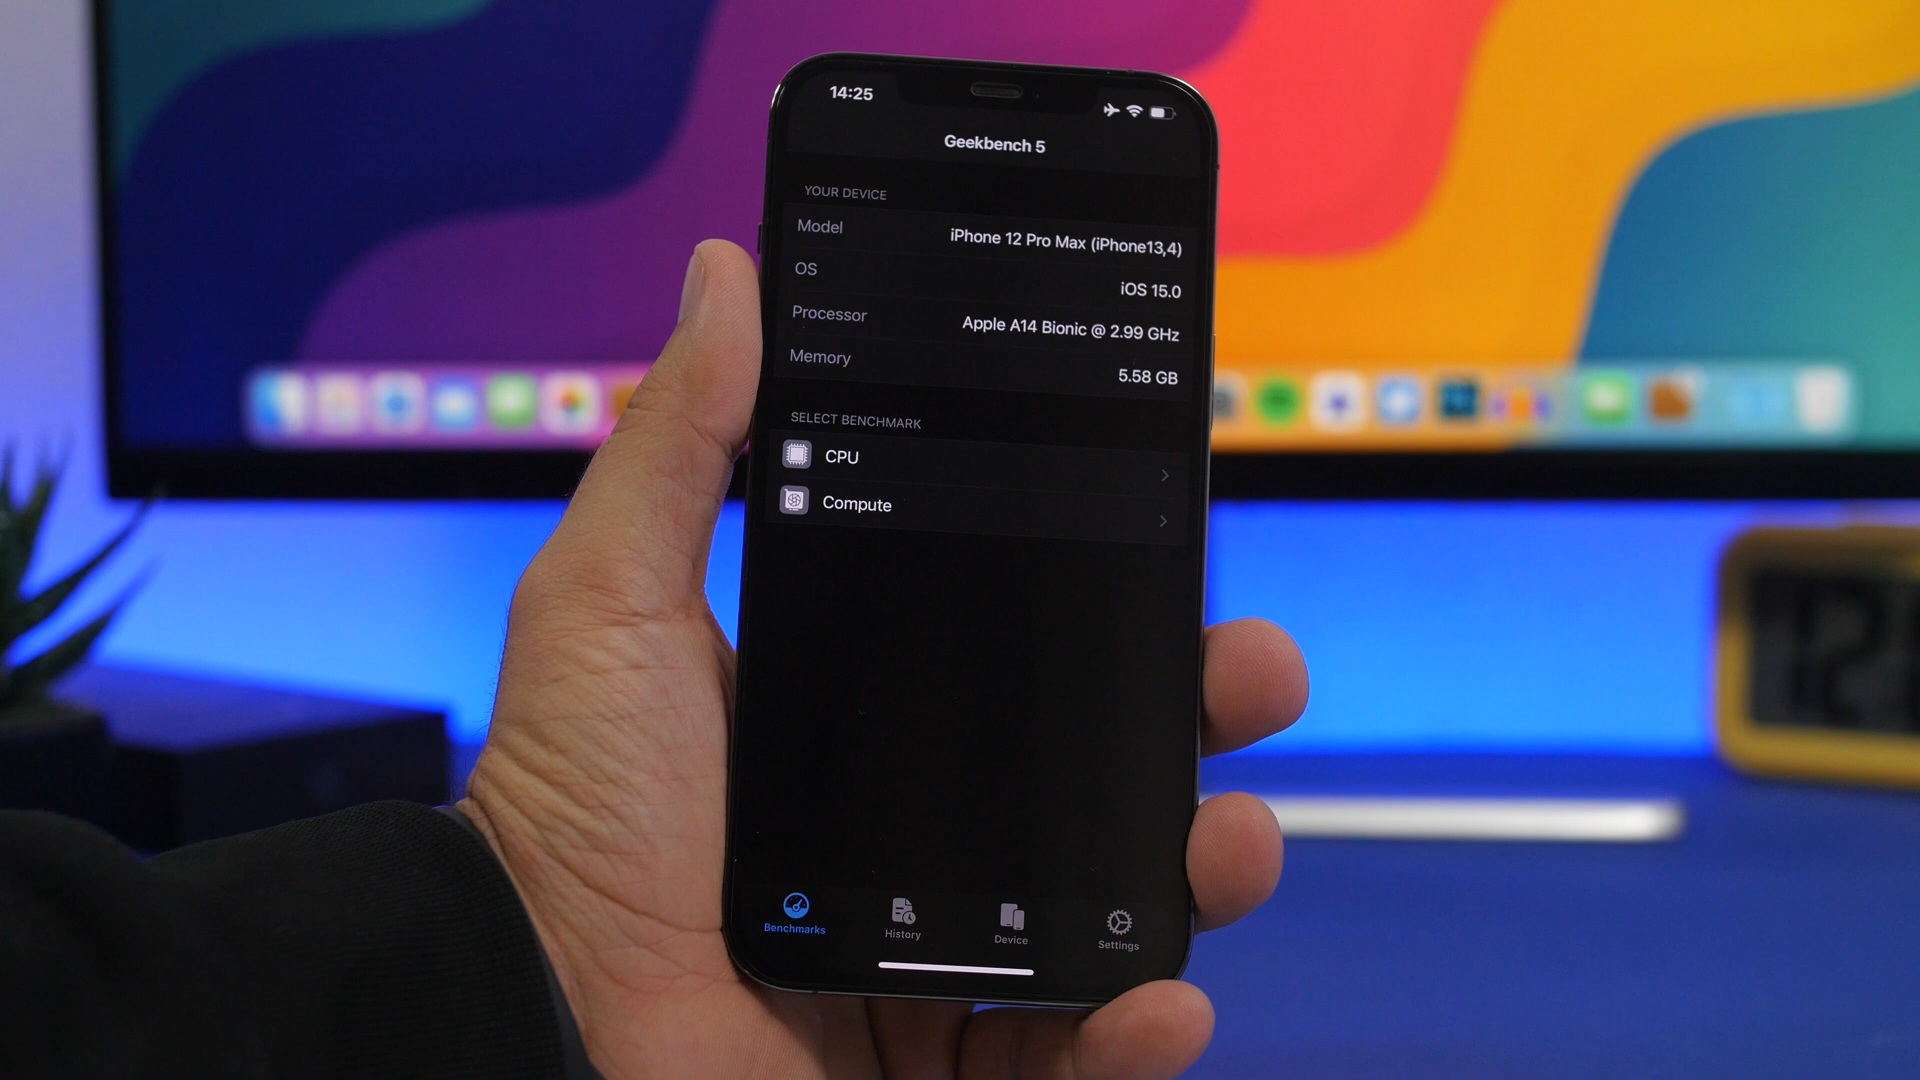 14:25
Geekbench 5
YOUR DEVICE
Model iPhone 12 Pro Max (iPhone13,4)
OS iOS 15.0
Processor Apple A14 Bionic @ 2.99 GHz
Memory 5.58 GB
SELECT BENCHMARK
CPU
Compute
Benchmarks History Device Settings